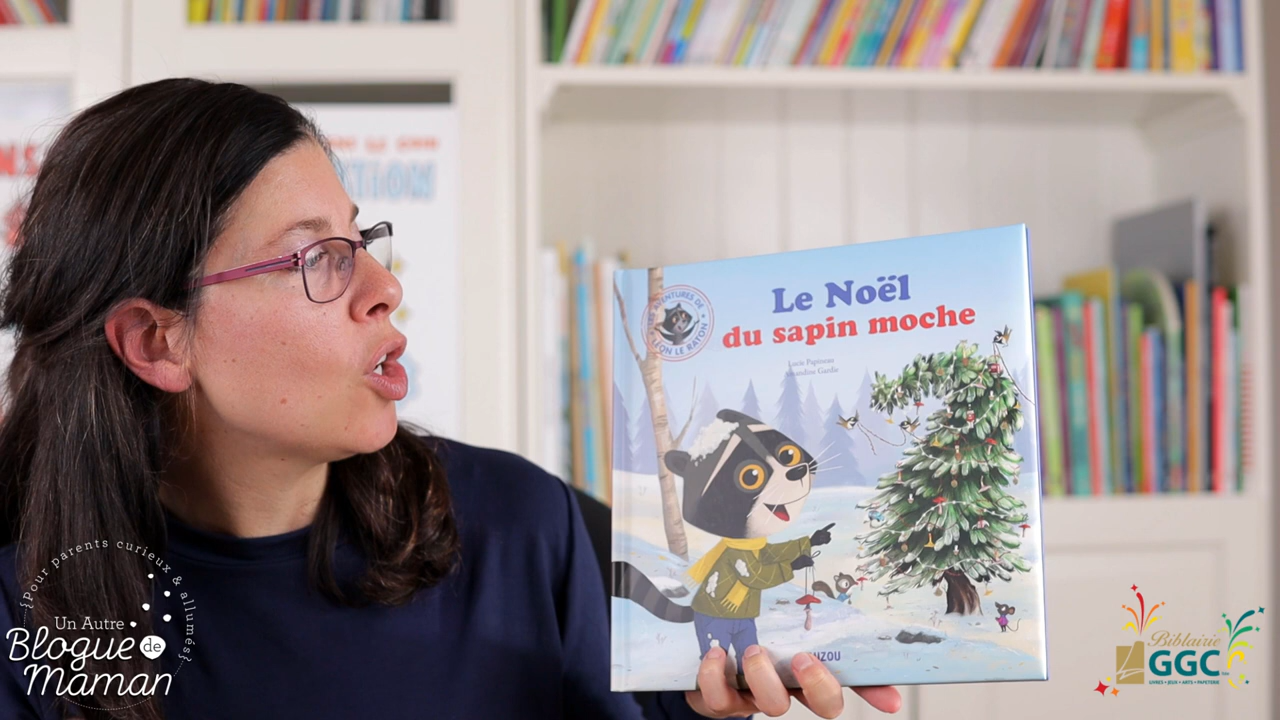 Le Noël
du sapin moche
Lucie Papineau
LES AVENTURES DE
LÉON LE RATON
{Pour parents curieux & allumés}
Un Autre
Blogue de
Maman
Biblairie
GGC
LIVRES • JEUX • ARTS • PAPETERIE